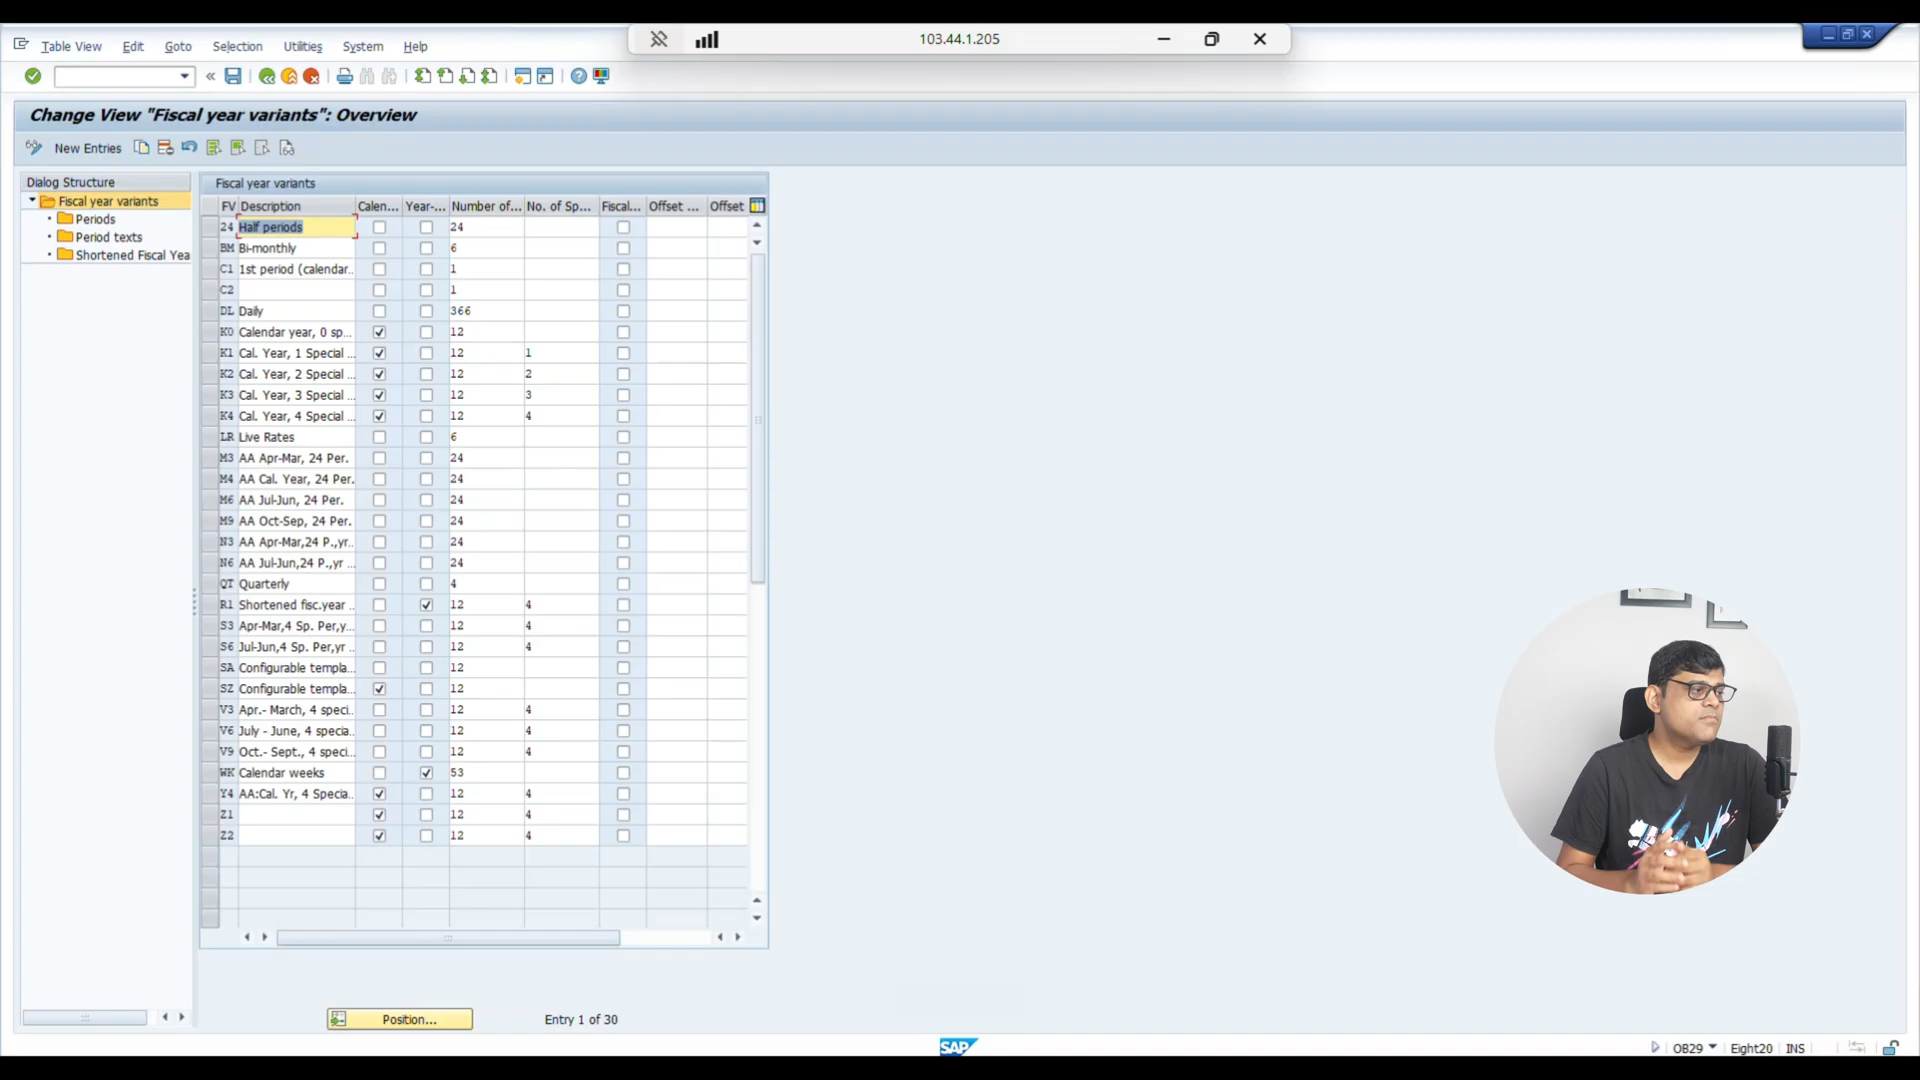 103.44.1.205
Table View Edit Goto Selection Utilities System Help
Change View "Fiscal year variants": Overview
New Entries
Dialog Structure
Fiscal year variants
Periods
Period texts
Shortened Fiscal Yea
Fiscal year variants
FV Description Calen... Year-... Number of... No. of Sp... Fiscal... Offset ... Offset
24 Half periods 24
BM Bi-monthly 6
C1 1st period (calendar.. 1
C2 1
DL Daily 366
K0 Calendar year, 0 sp... 12
K1 Cal. Year, 1 Special ... 12 1
K2 Cal. Year, 2 Special ... 12 2
K3 Cal. Year, 3 Special ... 12 3
K4 Cal. Year, 4 Special ... 12 4
LR Live Rates 6
M3 AA Apr-Mar, 24 Per. 24
M4 AA Cal. Year, 24 Per. 24
M6 AA Jul-Jun, 24 Per. 24
M9 AA Oct-Sep, 24 Per. 24
N3 AA Apr-Mar,24 P.,yr.. 24
N6 AA Jul-Jun,24 P.,yr ... 24
QT Quarterly 4
R1 Shortened fisc.year .. 12 4
S3 Apr-Mar,4 Sp. Per,y... 12 4
S6 Jul-Jun,4 Sp. Per,yr .. 12 4
SA Configurable templa... 12
SZ Configurable templa... 12
V3 Apr.- March, 4 speci.. 12 4
V6 July - June, 4 specia.. 12 4
V9 Oct.- Sept., 4 speci... 12 4
WK Calendar weeks 53
Y4 AA:Cal. Yr, 4 Specia.. 12 4
Z1 12 4
Z2 12 4
Position... Entry 1 of 30
SAP
OB29 Eight20 INS